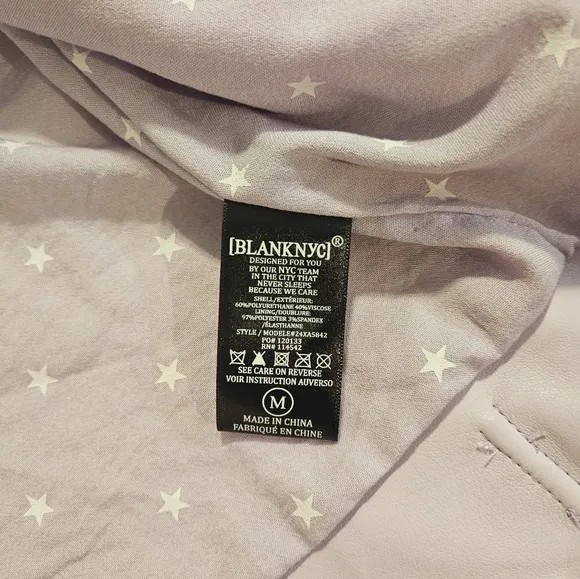 [BLANKNYC]®
DESIGNED FOR YOU
BY OUR NYC TEAM
IN THE CITY THAT
NEVER SLEEPS
BECAUSE WE CARE
SHELL/EXTÉRIEUR:
60%POLYURETHANE 40%VISCOSE
LINING/DOUBLURE:
97%POLYESTER 3%SPANDEX
/ÉLASTHANNE
STYLE / MODELE#24XA5842
PO# 120133
RN# 114542
SEE CARE ON REVERSE
VOIR INSTRUCTION AUVERSO
M
MADE IN CHINA
FABRIQUÉ EN CHINE